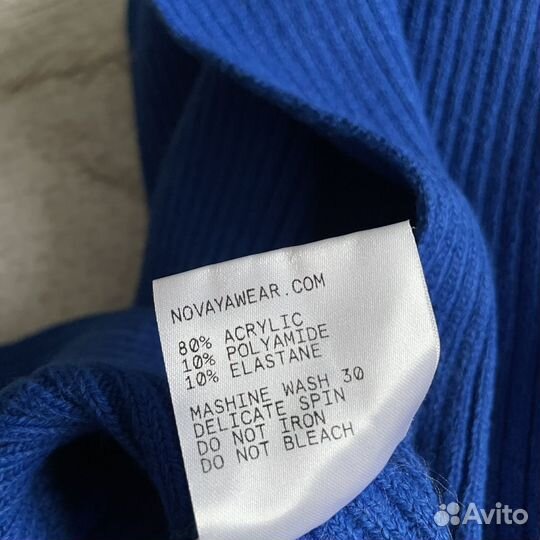 NOVAYAWEAR.COM
80% ACRYLIC
10% POLYAMIDE
10% ELASTANE
MASHINE WASH 30
DELICATE SPIN
DO NOT IRON
DO NOT BLEACH
Avito